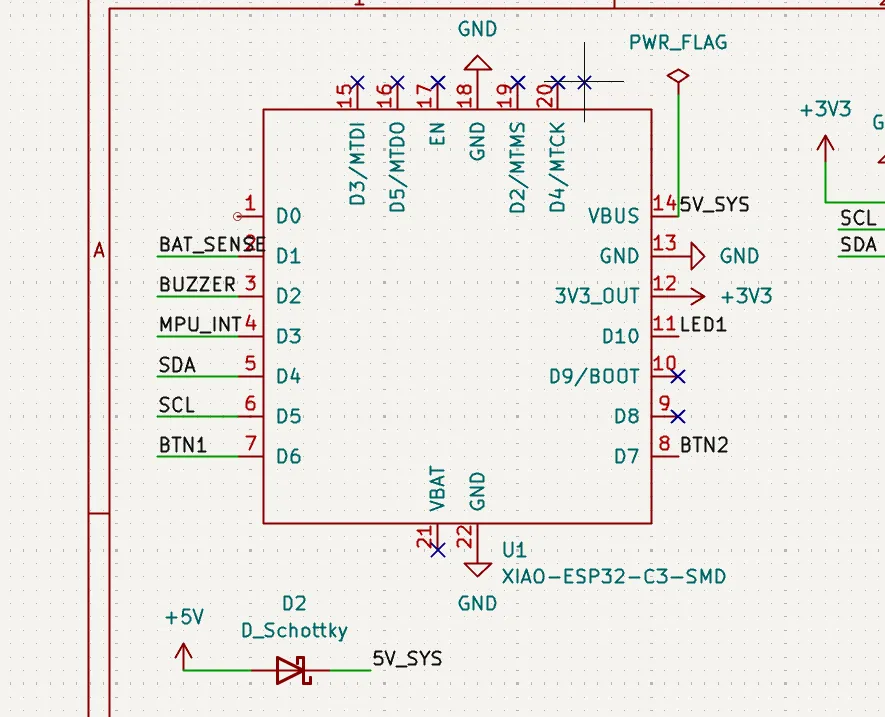 1
GND
PWR_FLAG
15
16
17
18
19
20
+3V3
D3/MTDI
D5/MTDO
EN
GND
D2/MTMS
D4/MTCK
1
D0
VBUS
14
5V_SYS
SCL
A
BAT_SENSE
2
D1
GND
13
GND
SDA
BUZZER
3
D2
3V3_OUT
12
+3V3
MPU_INT
4
D3
D10
11
LED1
SDA
5
D4
D9/BOOT
10
SCL
6
D5
D8
9
BTN1
7
D6
D7
8
BTN2
VBAT
GND
21
22
U1
XIAO-ESP32-C3-SMD
GND
D2
+5V
D_Schottky
5V_SYS